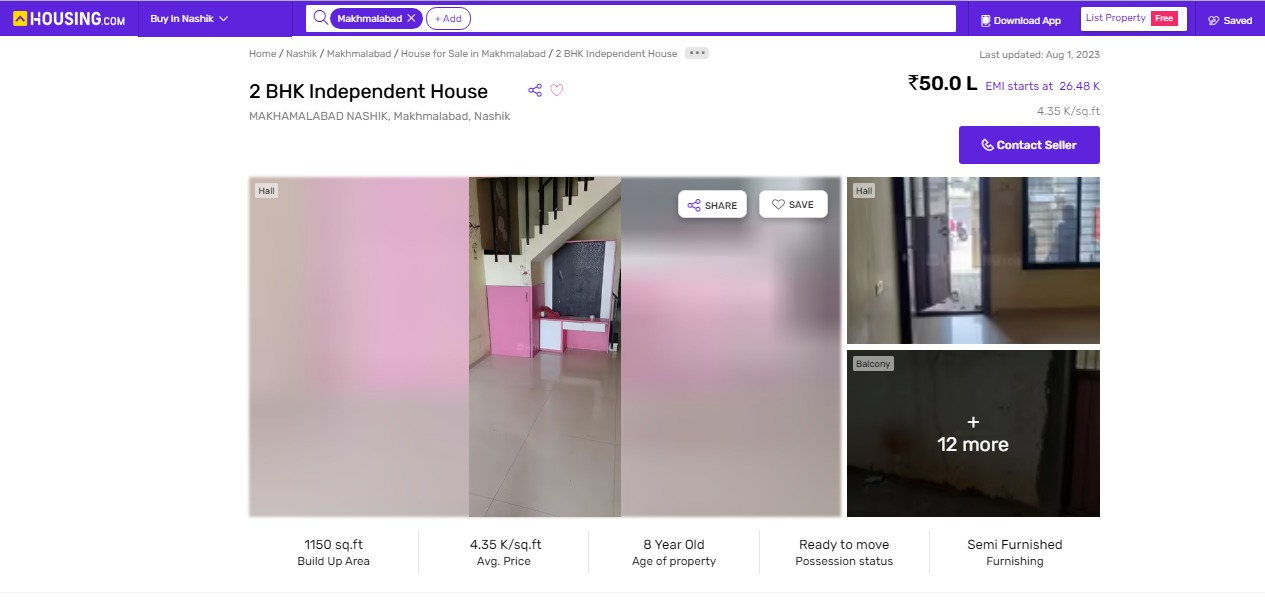 HOUSING.COM
Buy In Nashik
Makhmalabad
+ Add
Download App
List Property Free
Saved
Home / Nashik / Makhmalabad / House for Sale in Makhmalabad / 2 BHK Independent House
Last updated: Aug 1, 2023
2 BHK Independent House
₹50.0 L EMI starts at 26.48 K
MAKHAMALABAD NASHIK, Makhmalabad, Nashik
4.35 K/sq.ft
Contact Seller
Hall
SHARE
SAVE
Hall
Balcony
+
12 more
1150 sq.ft
Build Up Area
4.35 K/sq.ft
Avg. Price
8 Year Old
Age of property
Ready to move
Possession status
Semi Furnished
Furnishing